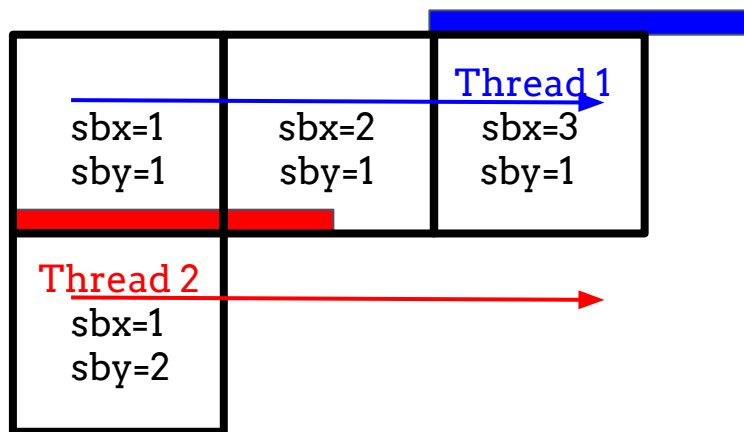 Thread 1
sbx=1
sby=1
sbx=2
sby=1
sbx=3
sby=1
Thread 2
sbx=1
sby=2